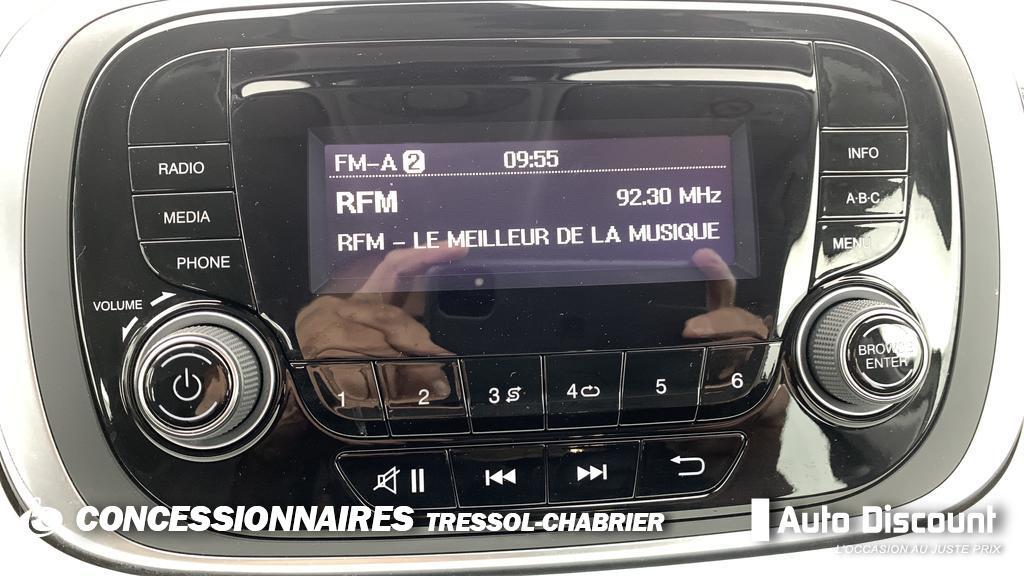 FM-A 2 09:55
RFM 92.30 MHz
RFM - LE MEILLEUR DE LA MUSIQUE
RADIO
MEDIA
PHONE
VOLUME
INFO
A·B·C
MENU
BROWSE
ENTER
1 2 3 4 5 6
CONCESSIONNAIRES TRESSOL-CHABRIER
Auto Discount
L'OCCASION AU JUSTE PRIX